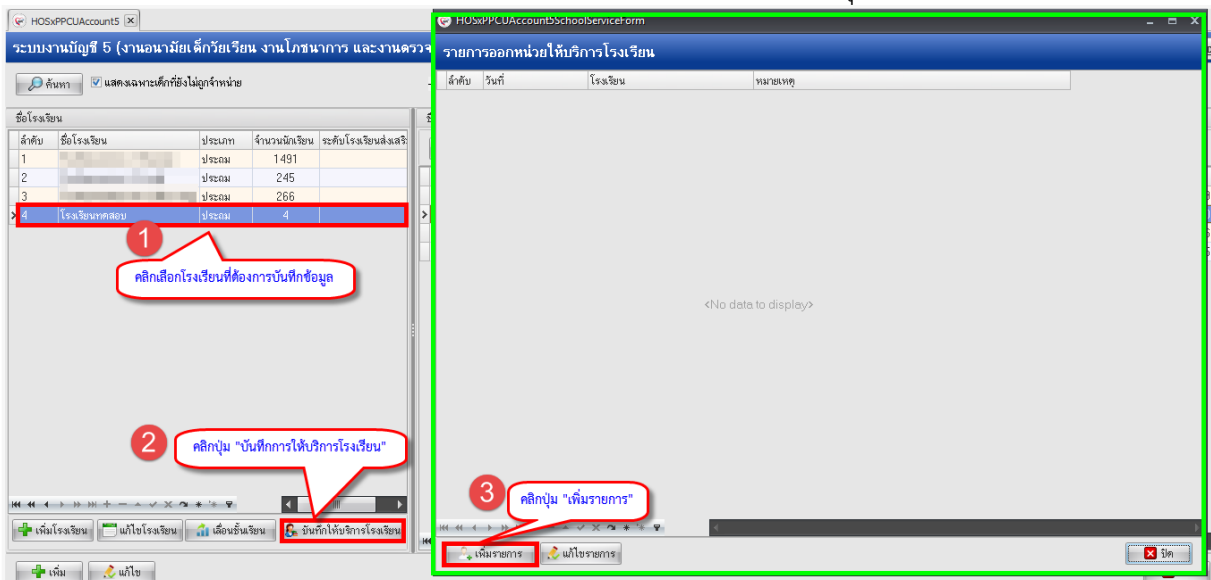 HOSxPPCUAccount5
ระบบงานบัญชี 5 (งานอนามัยเด็กวัยเรียน งานโภชนาการ และงานตรวจ
ค้นหา
แสดงเฉพาะเด็กที่ยังไม่ถูกจำหน่าย
ชื่อโรงเรียน
ลำดับ ชื่อโรงเรียน ประเภท จำนวนนักเรียน ระดับโรงเรียนส่งเสริ
1 ประถม 1491
2 ประถม 245
3 ประถม 266
4 โรงเรียนทดสอบ ประถม 4
1
คลิกเลือกโรงเรียนที่ต้องการบันทึกข้อมูล
2
คลิกปุ่ม "บันทึกการให้บริการโรงเรียน"
เพิ่มโรงเรียน แก้ไขโรงเรียน เลื่อนชั้นเรียน บันทึกให้บริการโรงเรียน
เพิ่ม แก้ไข
HOSxPPCUAccount5SchoolServiceForm
รายการออกหน่วยให้บริการโรงเรียน
ลำดับ วันที่ โรงเรียน หมายเหตุ
<No data to display>
3
คลิกปุ่ม "เพิ่มรายการ"
เพิ่มรายการ แก้ไขรายการ ปิด